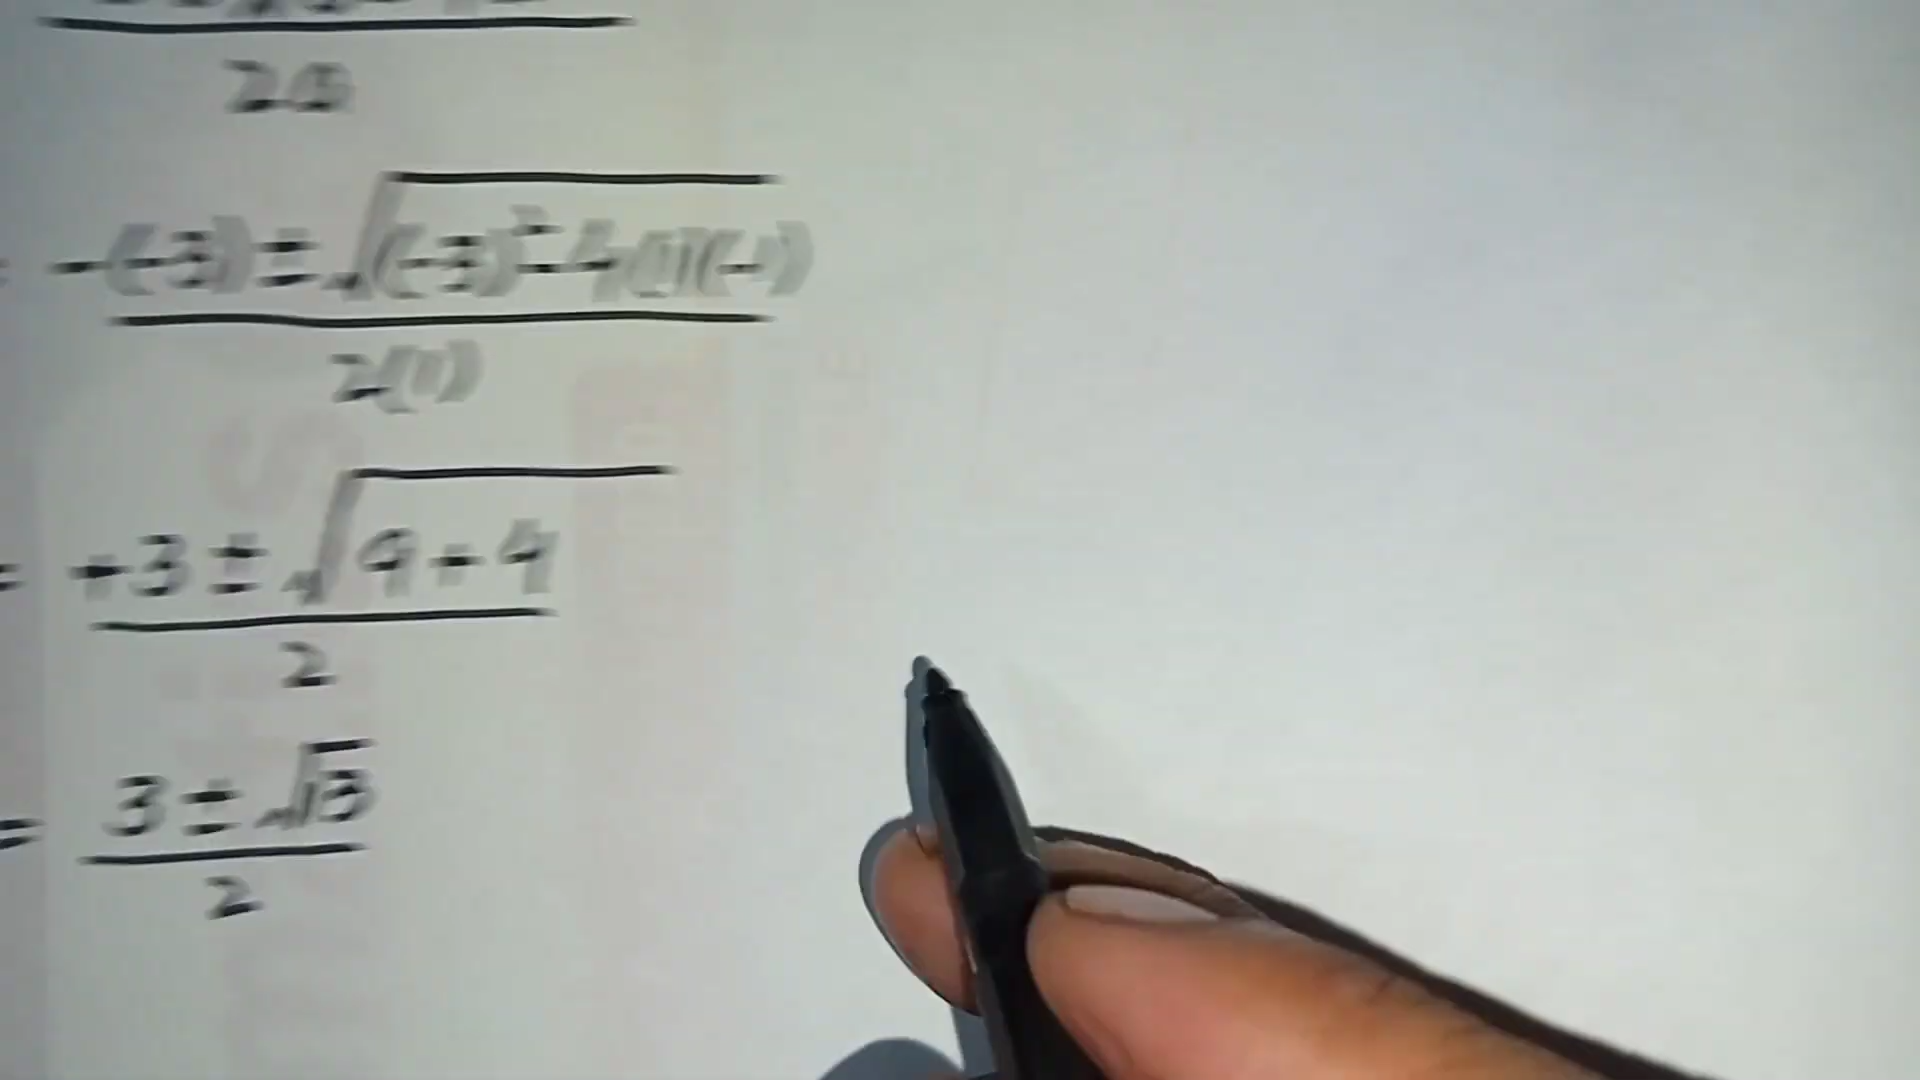 2a
= -(-3) ± √(-3)² - 4(1)(-1)
2(1)
= +3 ± √9 + 4
2
= 3 ± √13
2